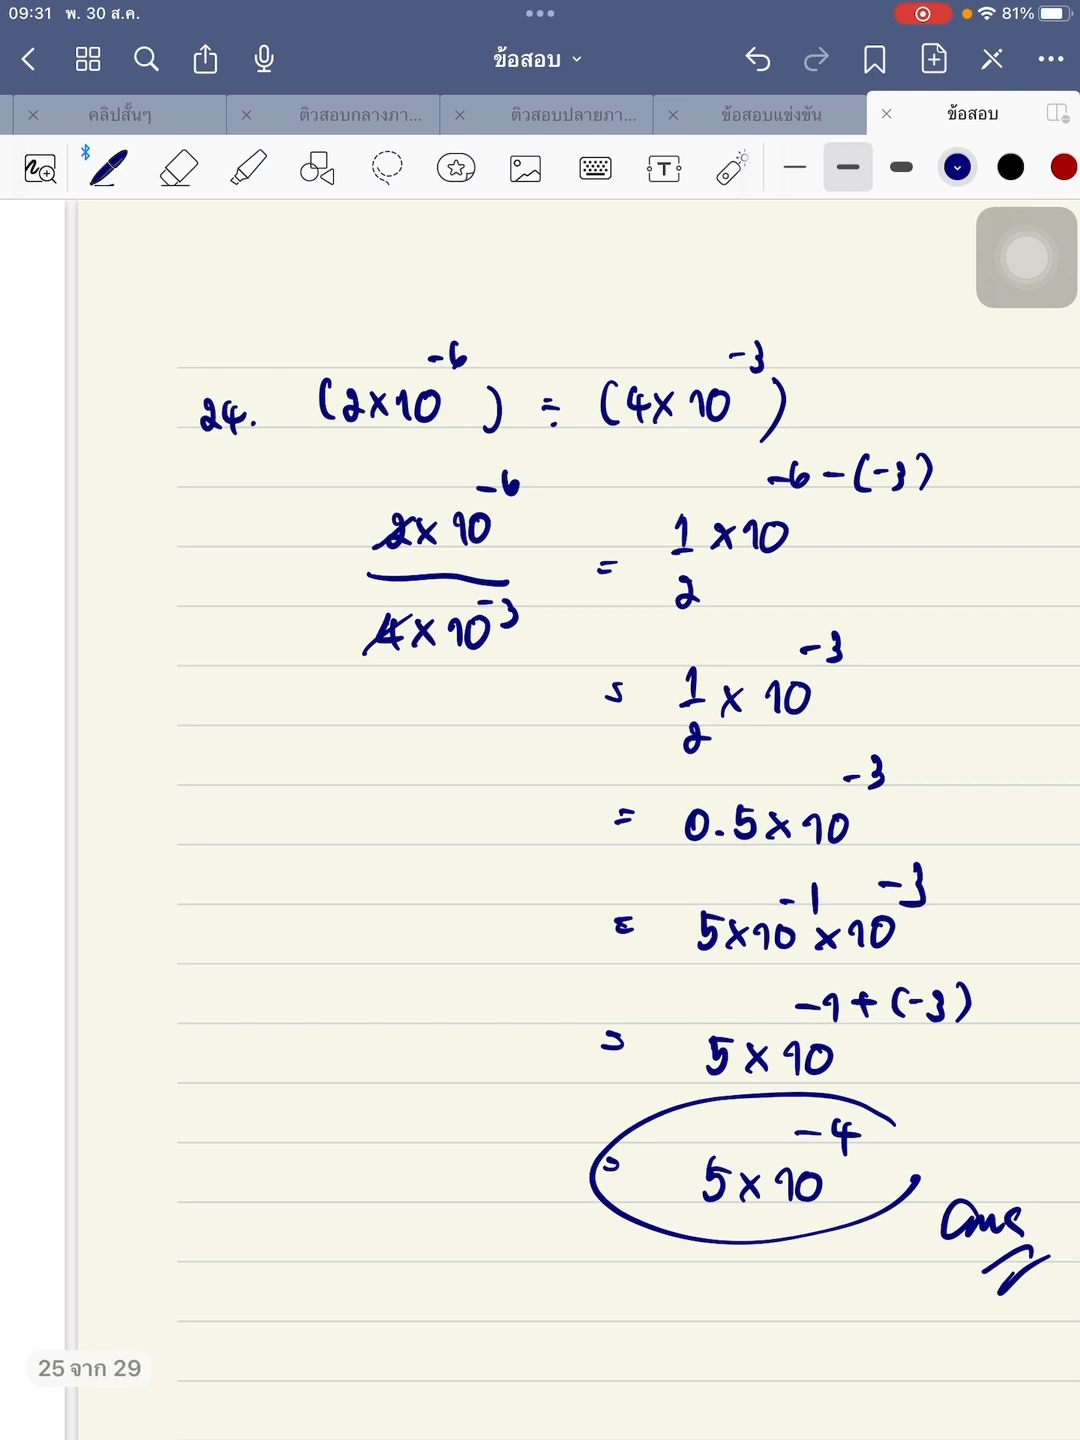 09:31 พ. 30 ส.ค. 81%
ข้อสอบ
คลิปสั้นๆ ติวสอบกลางภา... ติวสอบปลายภา... ข้อสอบแข่งขัน ข้อสอบ
24. (2×10⁻⁶) ÷ (4×10⁻³)
2×10⁻⁶ / 4×10⁻³ = 1/2 ×10⁻⁶⁻⁽⁻³⁾
= 1/2 × 10⁻³
= 0.5×10⁻³
= 5×10⁻¹×10⁻³
= 5×10⁻¹⁺⁽⁻³⁾
= 5×10⁻⁴
Ans
25 จาก 29